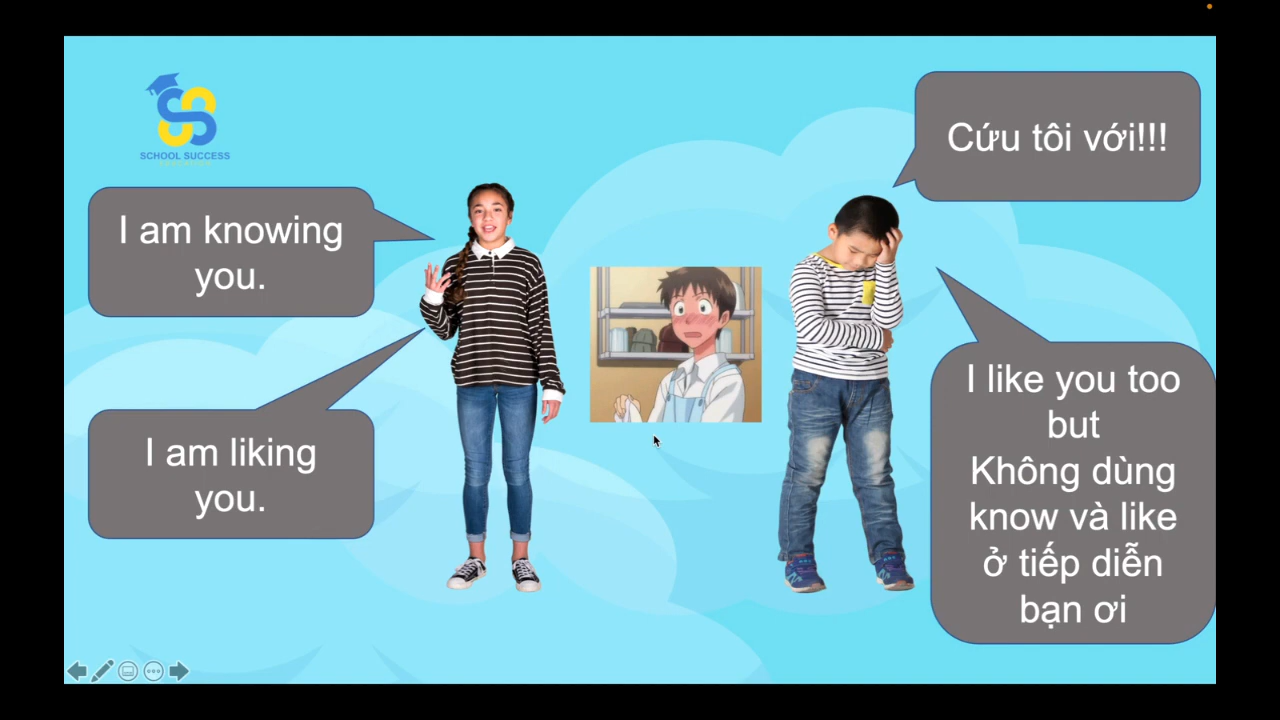 SCHOOL SUCCESS
I am knowing
you.
I am liking
you.
Cứu tôi với!!!
I like you too
but
Không dùng
know và like
ở tiếp diễn
bạn ơi